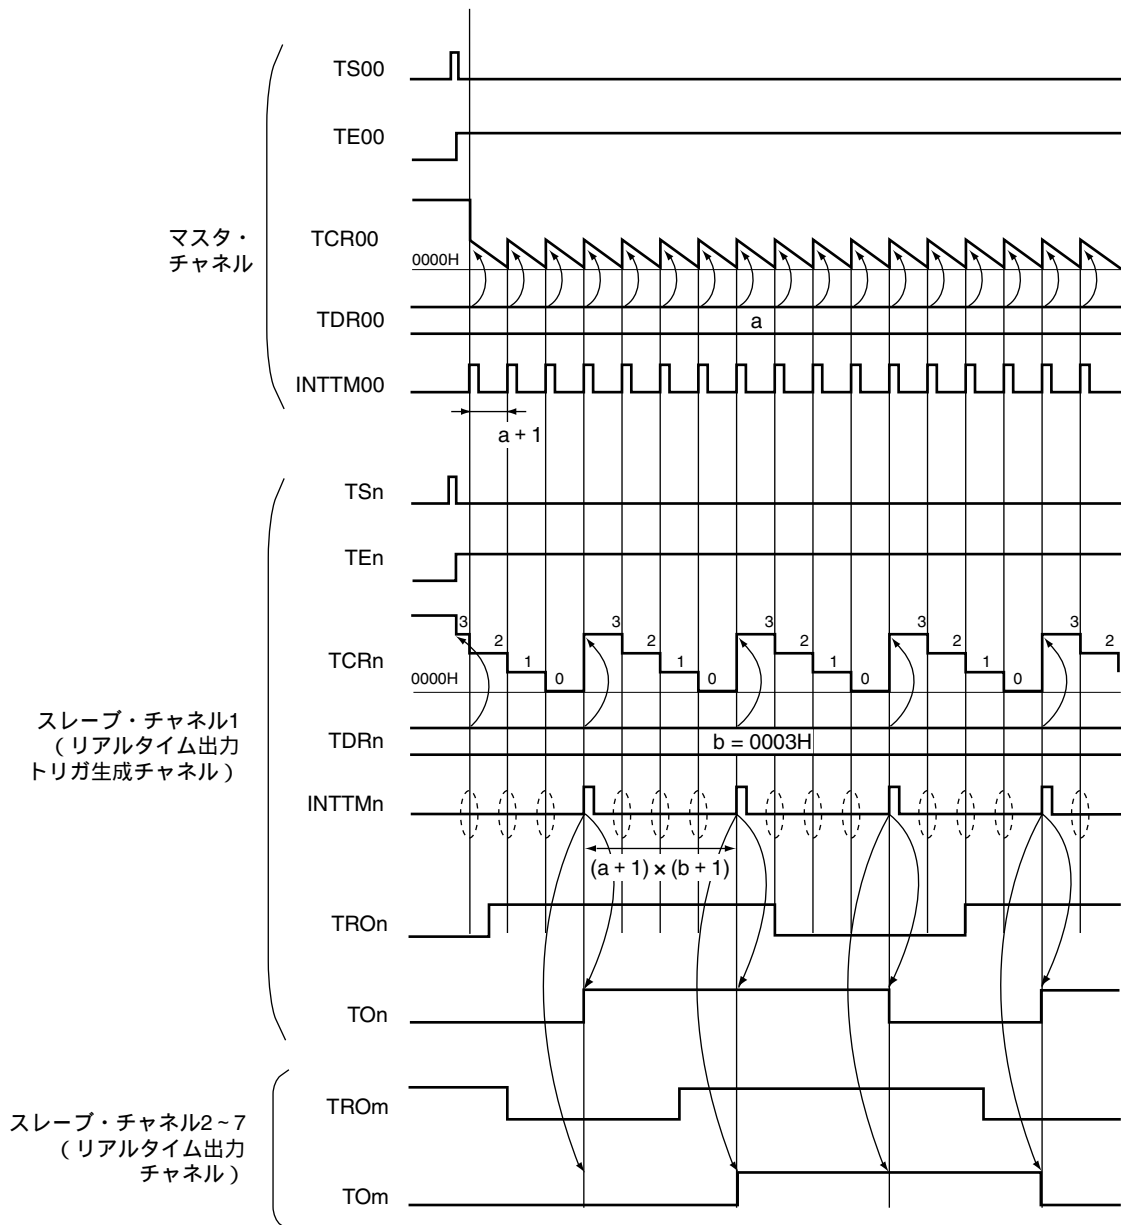 TS00
TE00
マスタ・
チャネル
TCR00
0000H
TDR00
a
INTTM00
a + 1
TSn
TEn
3 2 1 0 3 2 1 0 3 2 1 0 3 2 1 0 3 2
TCRn
0000H
スレーブ・チャネル1
(リアルタイム出力
トリガ生成チャネル)
TDRn
b = 0003H
INTTMn
(a + 1) × (b + 1)
TROn
TOn
スレーブ・チャネル2~7
(リアルタイム出力
チャネル)
TROm
TOm